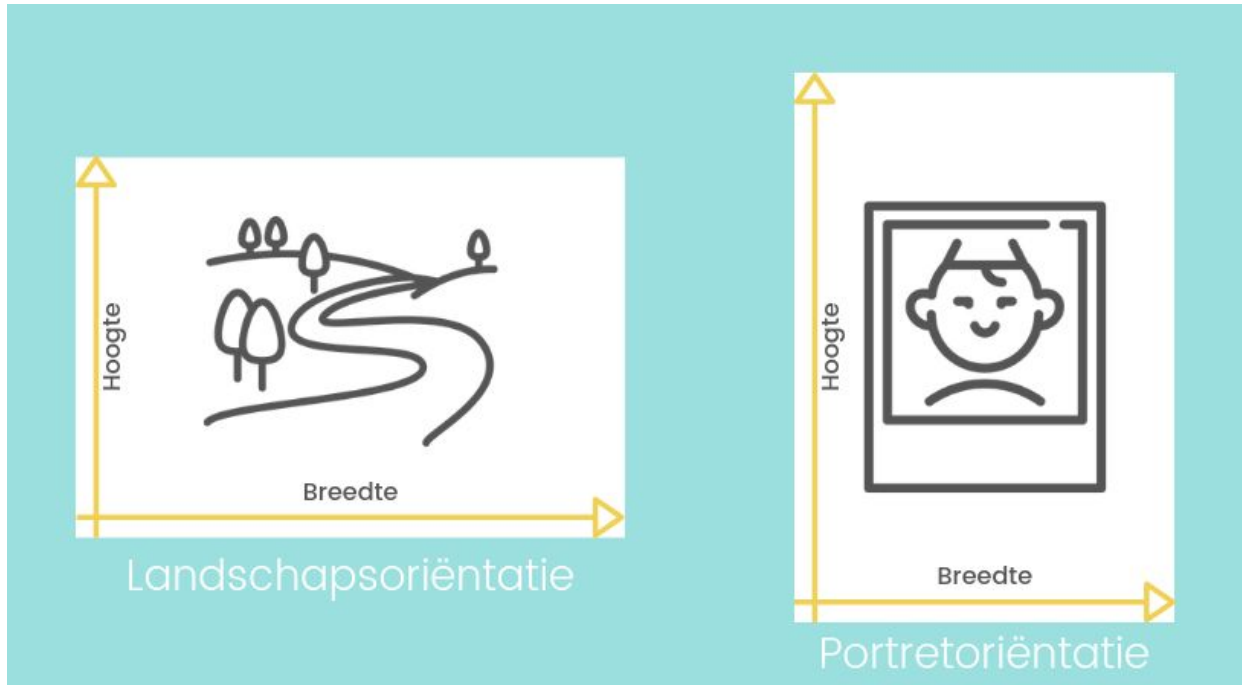 Hoogte
Breedte
Landschapsoriëntatie
Hoogte
Breedte
Portretoriëntatie